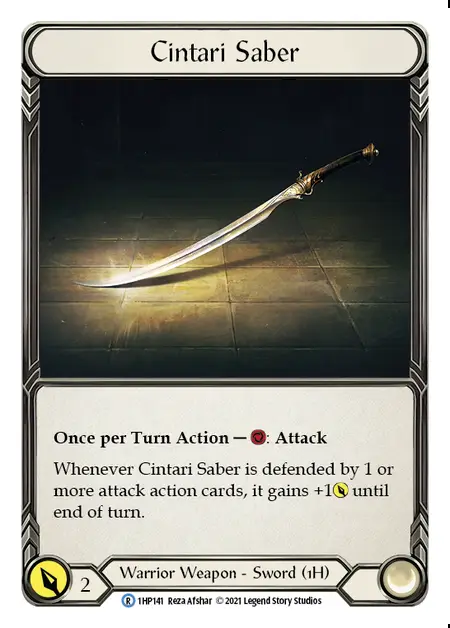 Cintari Saber
Once per Turn Action — : Attack
Whenever Cintari Saber is defended by 1 or
more attack action cards, it gains +1 until
end of turn.
2
Warrior Weapon - Sword (1H)
R 1HP141 Reza Afshar © 2021 Legend Story Studios